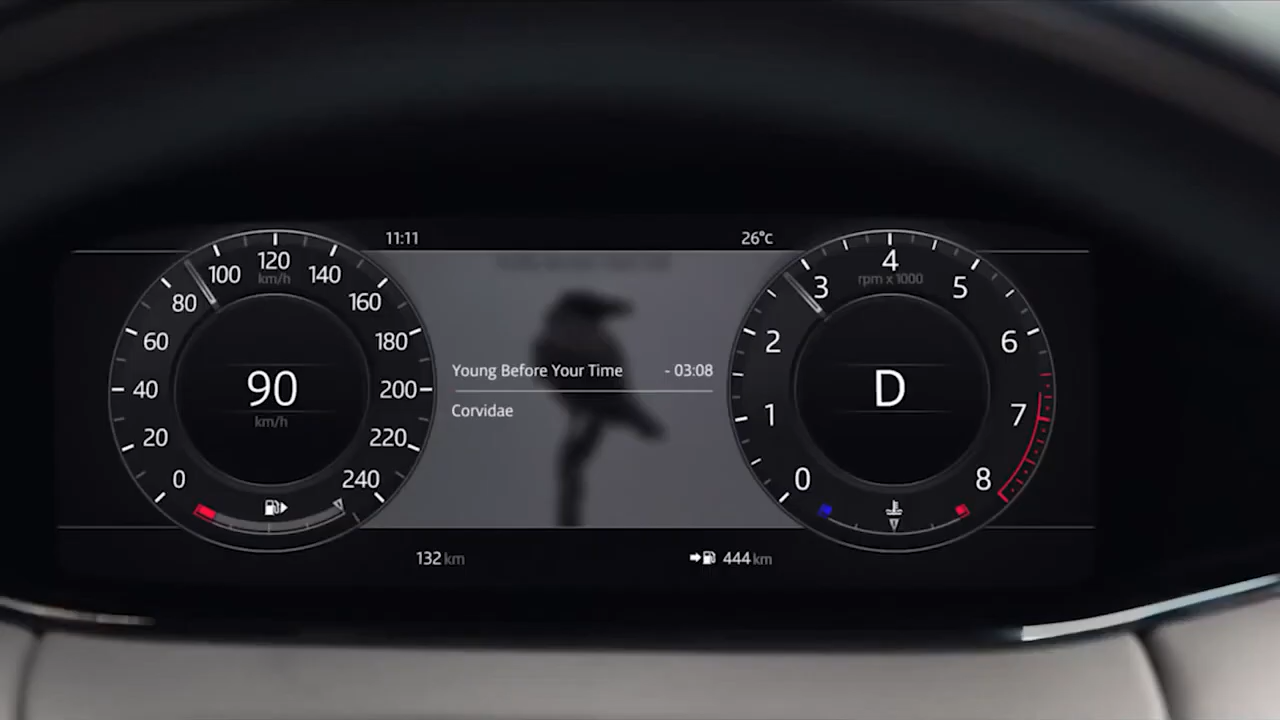 11:11
26°c
0
20
40
60
80
100
120
140
160
180
200
220
240
km/h
90
km/h
Young Before Your Time - 03:08
Corvidae
0
1
2
3
4
5
6
7
8
rpm x 1000
D
132 km
444 km